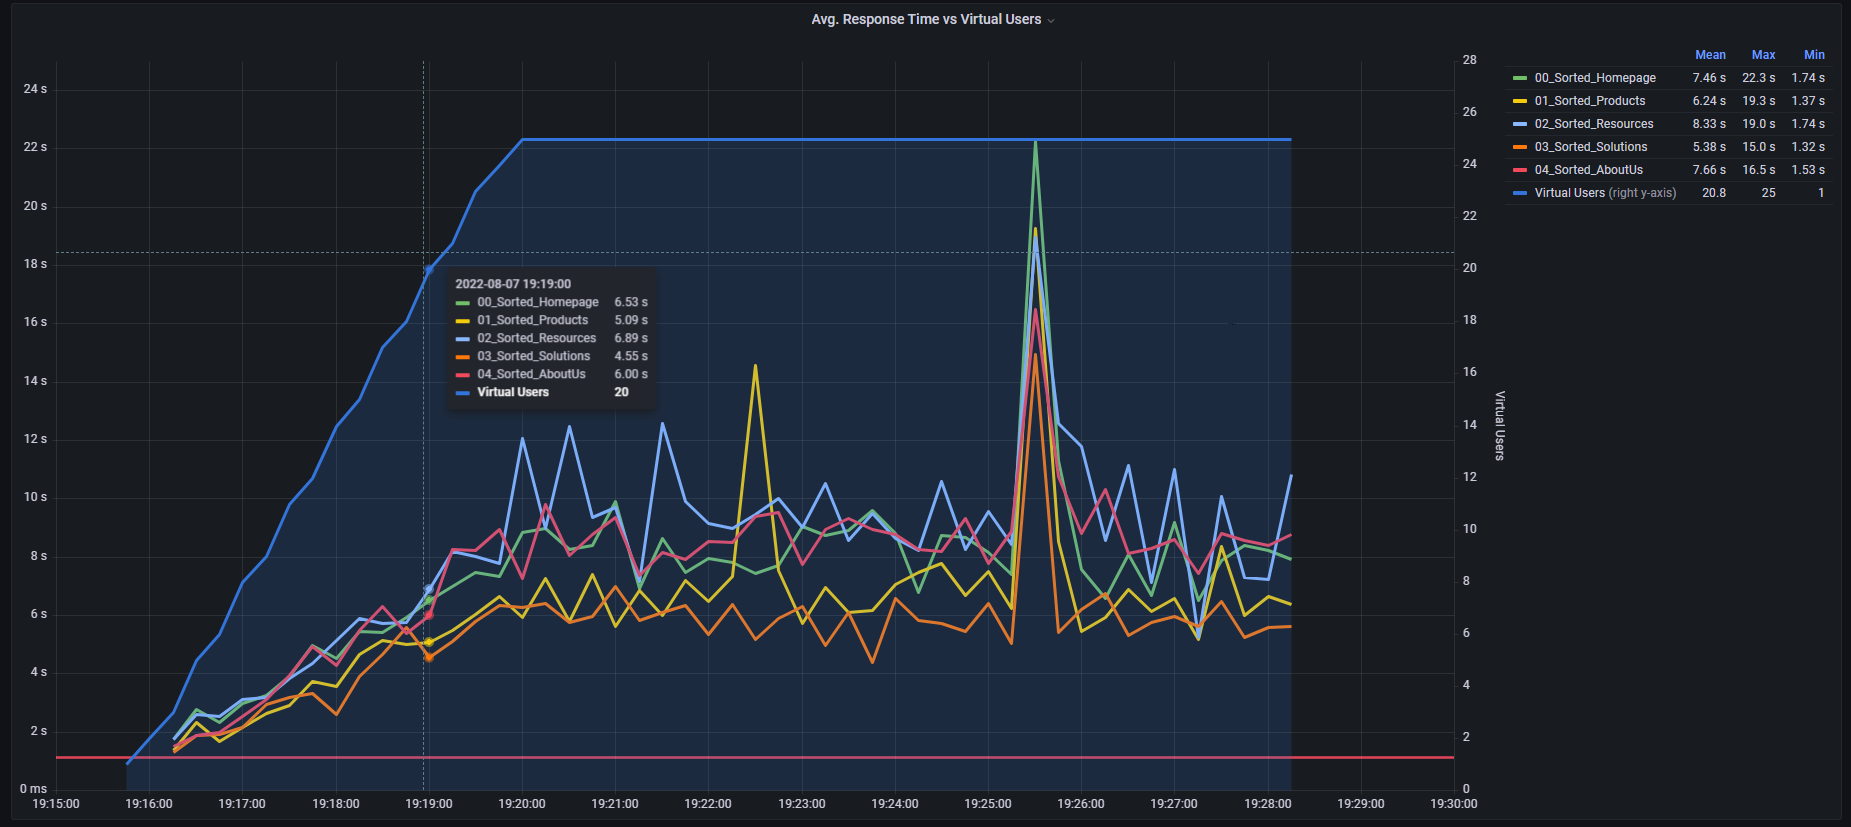 Avg. Response Time vs Virtual Users
24 s
22 s
20 s
18 s
16 s
14 s
12 s
10 s
8 s
6 s
4 s
2 s
0 ms
28
26
24
22
20
18
16
14
12
10
8
6
4
2
0
Virtual Users
19:15:00 19:16:00 19:17:00 19:18:00 19:19:00 19:20:00 19:21:00 19:22:00 19:23:00 19:24:00 19:25:00 19:26:00 19:27:00 19:28:00 19:29:00 19:30:00
2022-08-07 19:19:00
00_Sorted_Homepage 6.53 s
01_Sorted_Products 5.09 s
02_Sorted_Resources 6.89 s
03_Sorted_Solutions 4.55 s
04_Sorted_AboutUs 6.00 s
Virtual Users 20
Mean Max Min
00_Sorted_Homepage 7.46 s 22.3 s 1.74 s
01_Sorted_Products 6.24 s 19.3 s 1.37 s
02_Sorted_Resources 8.33 s 19.0 s 1.74 s
03_Sorted_Solutions 5.38 s 15.0 s 1.32 s
04_Sorted_AboutUs 7.66 s 16.5 s 1.53 s
Virtual Users (right y-axis) 20.8 25 1